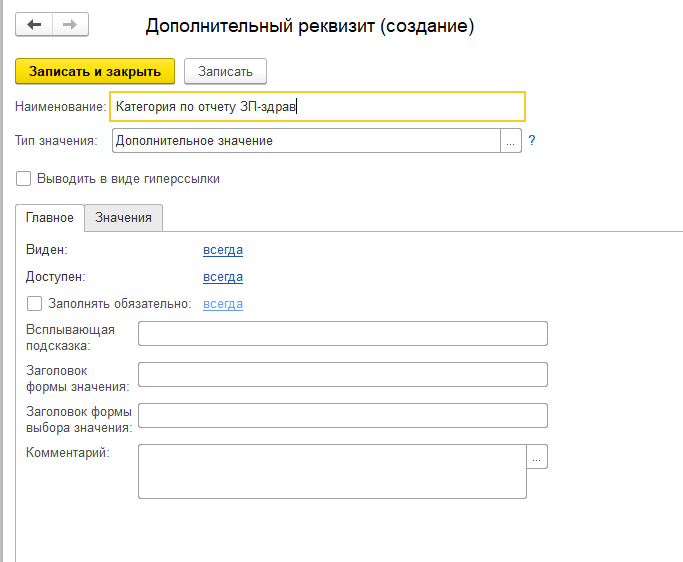 Дополнительный реквизит (создание)
Записать и закрыть
Записать
Наименование: Категория по отчету ЗП-здрав
Тип значения: Дополнительное значение ... ?
Выводить в виде гиперссылки
Главное Значения
Виден: всегда
Доступен: всегда
Заполнять обязательно: всегда
Всплывающая
подсказка:
Заголовок
формы значения:
Заголовок формы
выбора значения:
Комментарий: ...